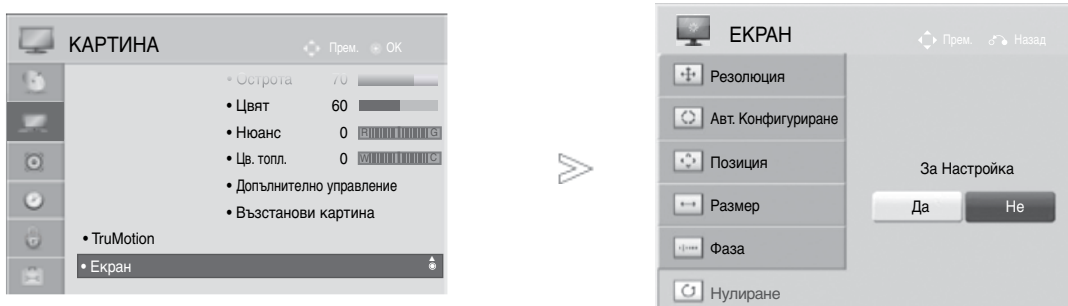 КАРТИНА
Прем. OK
• Острота 70
• Цвят 60
• Нюанс 0 R G
• Цв. топл. 0 W C
• Допълнително управление
• Възстанови картина
• TruMotion
• Екран
ЕКРАН
Прем. Назад
Резолюция
Авт. Конфигуриране
Позиция
Размер
Фаза
Нулиране
За Настройка
Да Не